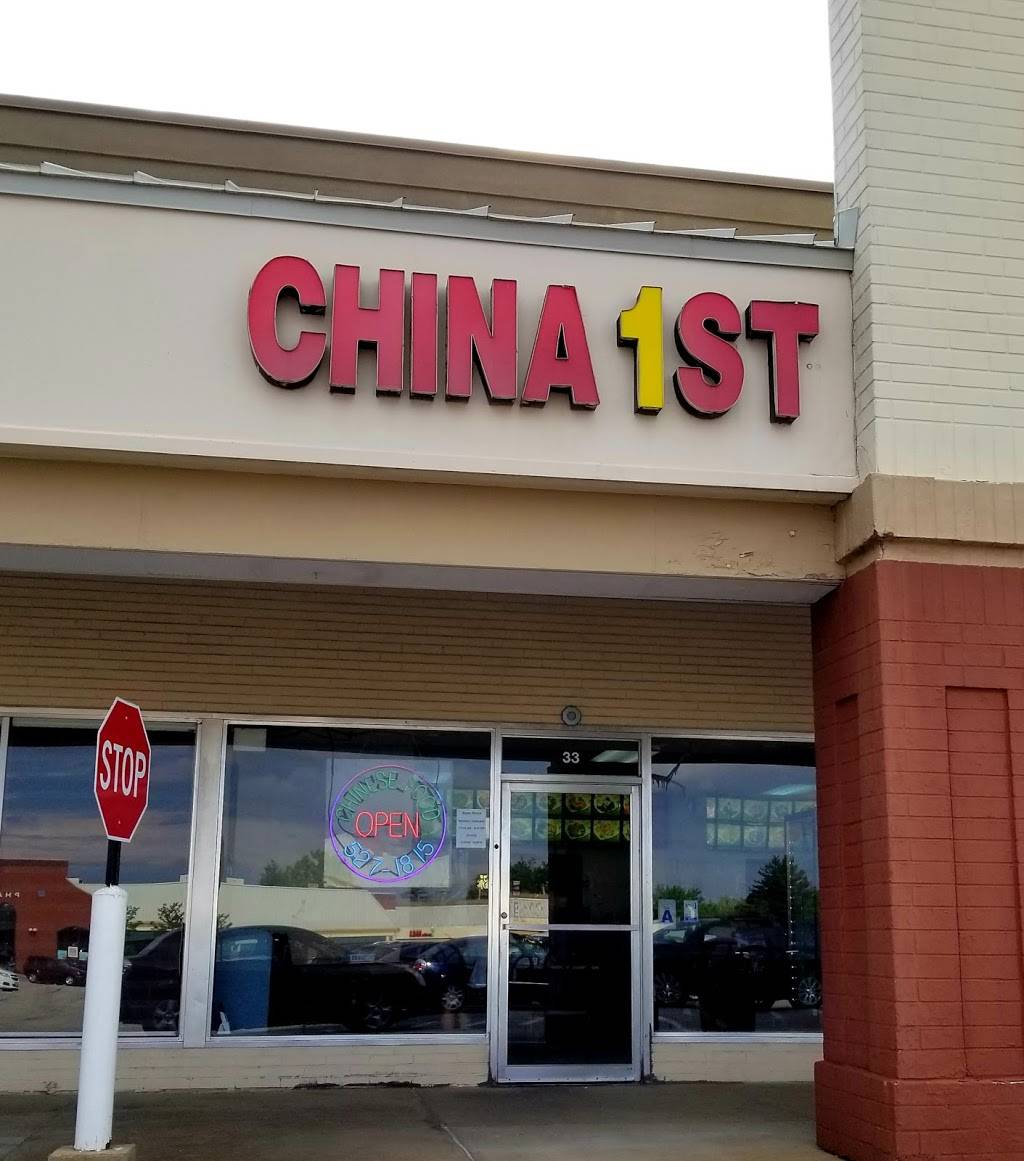 CHINA 1ST
33
STOP
CHINESE FOOD
OPEN
527-1815
A